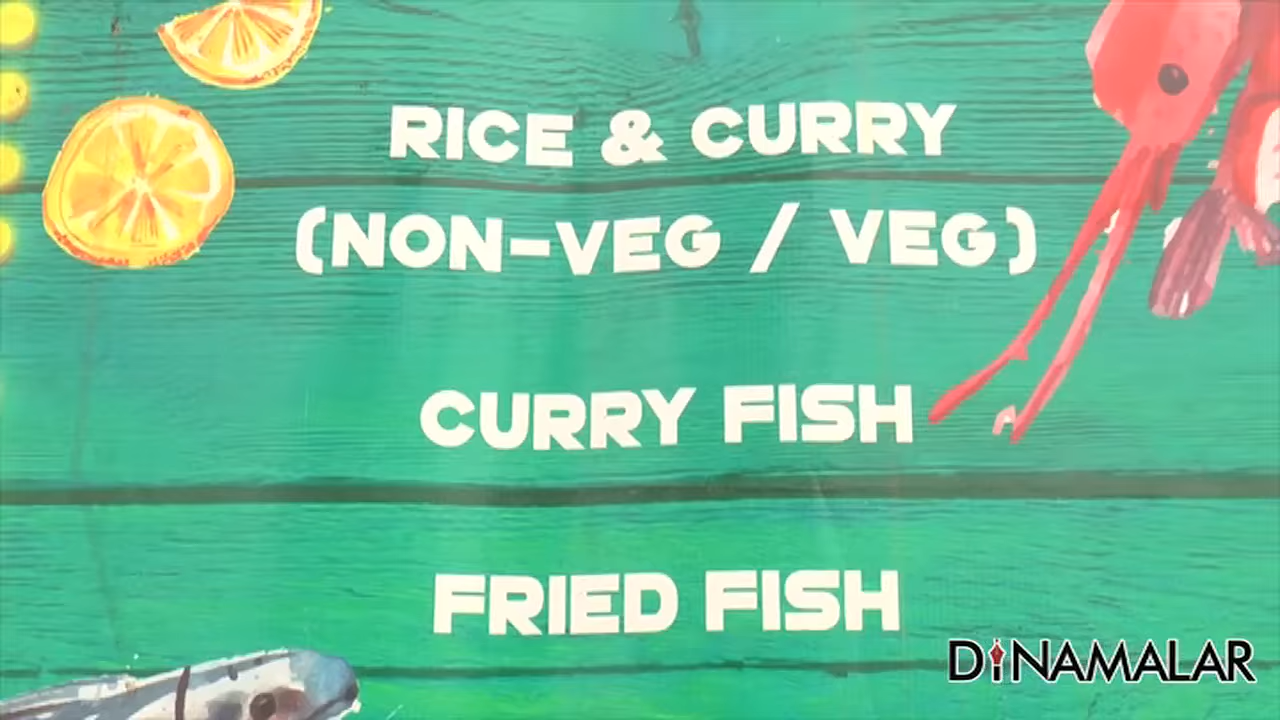 RICE & CURRY
(NON-VEG / VEG)
CURRY FISH
FRIED FISH
DINAMALAR